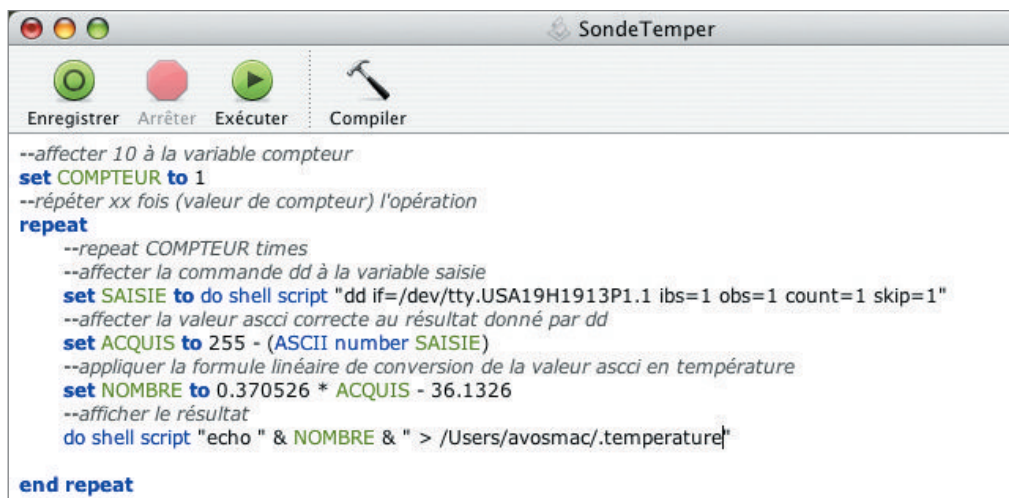 SondeTemper
Enregistrer Arrêter Exécuter Compiler
--affecter 10 à la variable compteur
set COMPTEUR to 1
--répéter xx fois (valeur de compteur) l'opération
repeat
--repeat COMPTEUR times
--affecter la commande dd à la variable saisie
set SAISIE to do shell script "dd if=/dev/tty.USA19H1913P1.1 ibs=1 obs=1 count=1 skip=1"
--affecter la valeur ascci correcte au résultat donné par dd
set ACQUIS to 255 - (ASCII number SAISIE)
--appliquer la formule linéaire de conversion de la valeur ascci en température
set NOMBRE to 0.370526 * ACQUIS - 36.1326
--afficher le résultat
do shell script "echo " & NOMBRE & " > /Users/avosmac/.temperature"
end repeat